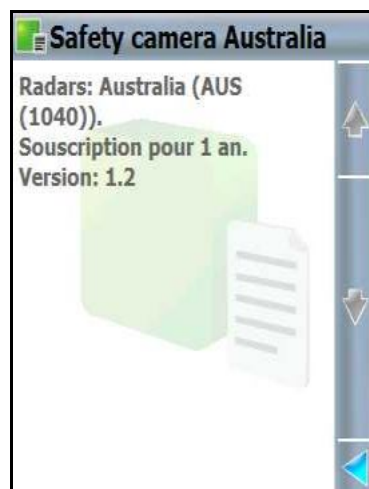 Safety camera Australia
Radars: Australia (AUS
(1040)).
Souscription pour 1 an.
Version: 1.2